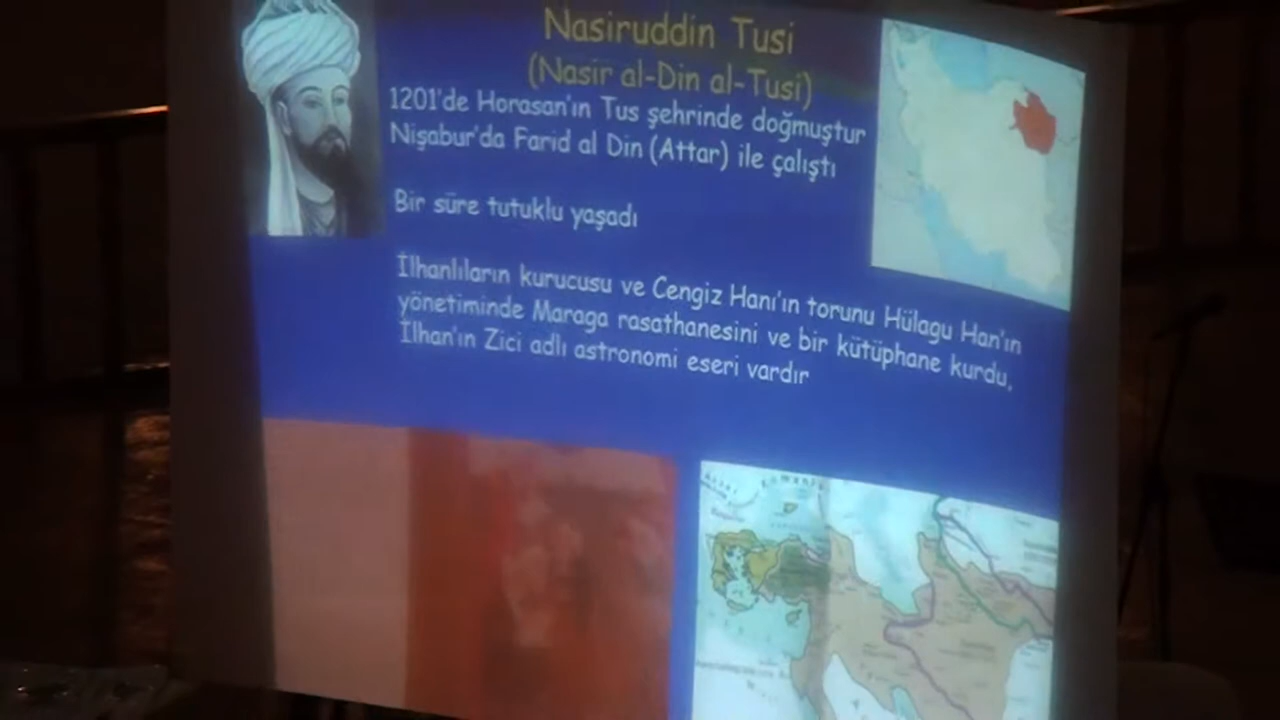 Nasiruddin Tusi
(Nasir al-Din al-Tusi)
1201'de Horasan'ın Tus şehrinde doğmuştur
Nişabur'da Farid al Din (Attar) ile çalıştı
Bir süre tutuklu yaşadı
İlhanlıların kurucusu ve Cengiz Hanı'ın torunu Hülagu Han'ın
yönetiminde Maraga rasathanesini ve bir kütüphane kurdu,
İlhan'ın Zici adlı astronomi eseri vardır